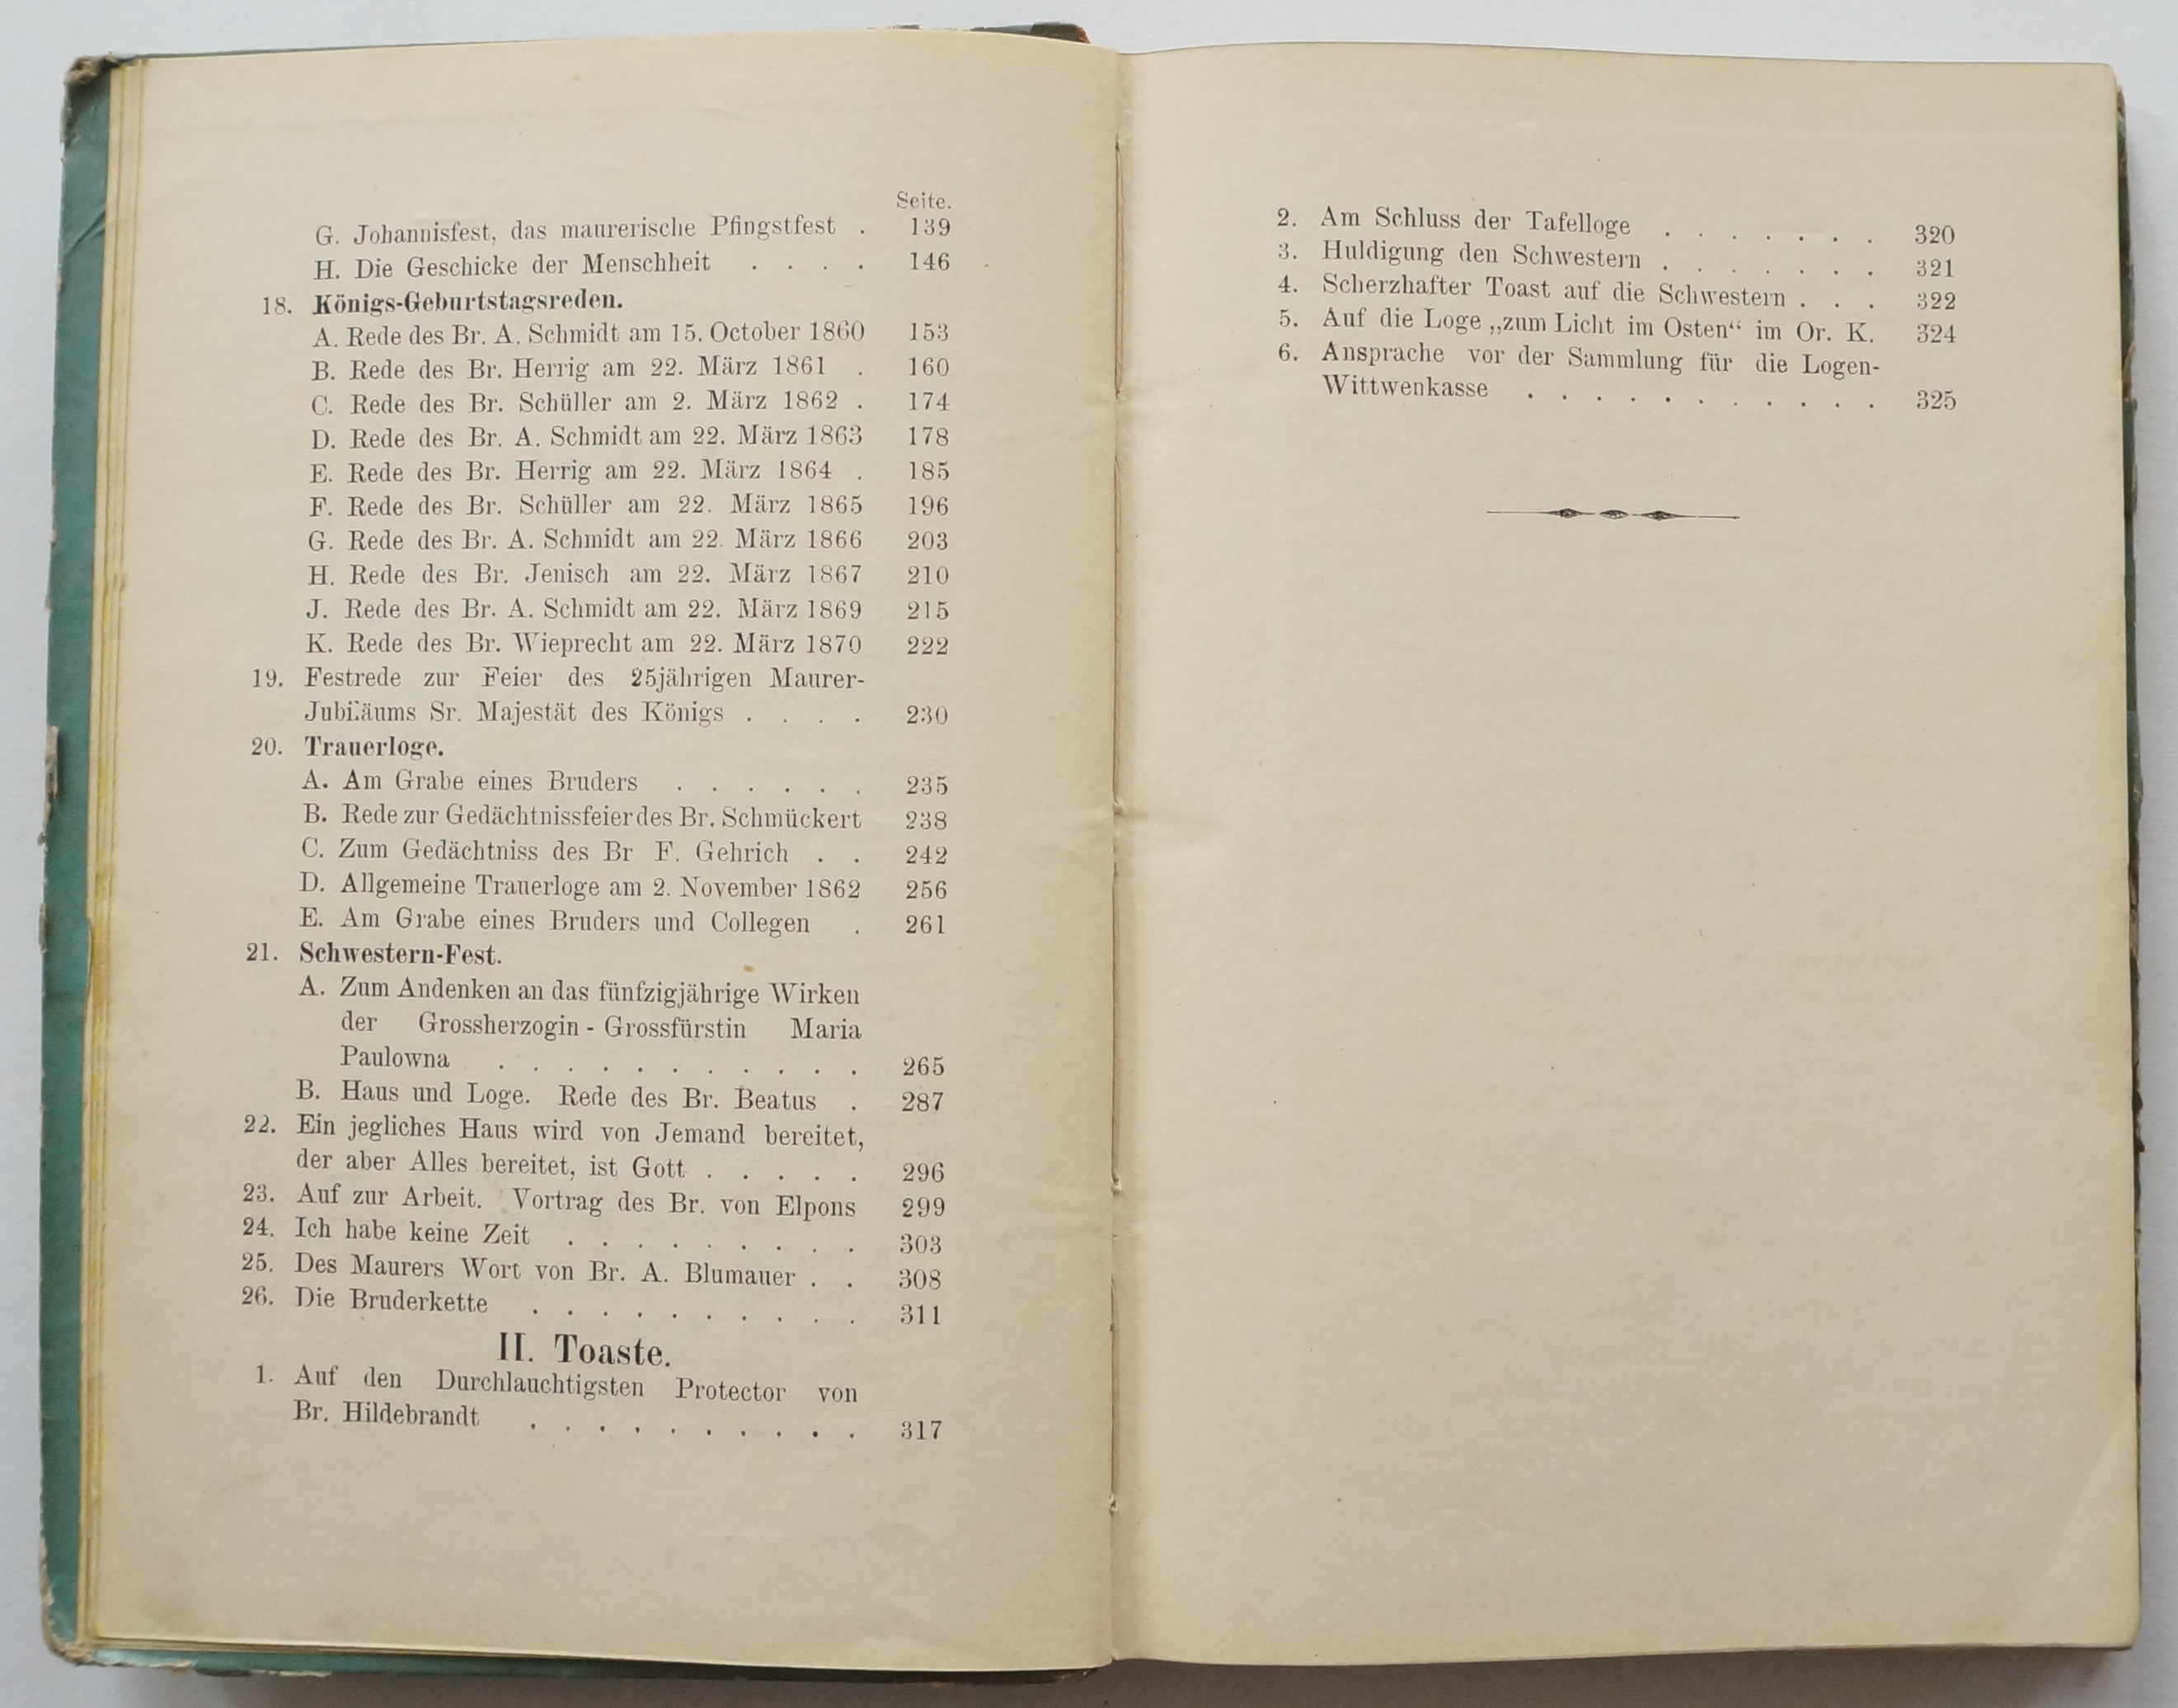 Seite.
G. Johannisfest, das maurerische Pfingstfest . 139
H. Die Geschicke der Menschheit . . . . 146
18. Königs-Geburtstagsreden.
A. Rede des Br. A. Schmidt am 15. October 1860 153
B. Rede des Br. Herrig am 22. März 1861 . 160
C. Rede des Br. Schüller am 2. März 1862 . 174
D. Rede des Br. A. Schmidt am 22. März 1863 178
E. Rede des Br. Herrig am 22. März 1864 . 185
F. Rede des Br. Schüller am 22. März 1865 196
G. Rede des Br. A. Schmidt am 22. März 1866 203
H. Rede des Br. Jenisch am 22. März 1867 210
J. Rede des Br. A. Schmidt am 22. März 1869 215
K. Rede des Br. Wieprecht am 22. März 1870 222
19. Festrede zur Feier des 25jährigen Maurer-
Jubiläums Sr. Majestät des Königs . . . . 230
20. Trauerloge.
A. Am Grabe eines Bruders . . . . . . 235
B. Rede zur Gedächtnissfeier des Br. Schmückert 238
C. Zum Gedächtniss des Br F. Gehrich . . 242
D. Allgemeine Trauerloge am 2. November 1862 256
E. Am Grabe eines Bruders und Collegen . 261
21. Schwestern-Fest.
A. Zum Andenken an das fünfzigjährige Wirken
der Grossherzogin - Grossfürstin Maria
Paulowna . . . . . . . . . . . 265
B. Haus und Loge. Rede des Br. Beatus . 287
22. Ein jegliches Haus wird von Jemand bereitet,
der aber Alles bereitet, ist Gott . . . . . 296
23. Auf zur Arbeit. Vortrag des Br. von Elpons 299
24. Ich habe keine Zeit . . . . . . . . . 303
25. Des Maurers Wort von Br. A. Blumauer . . 308
26. Die Bruderkette . . . . . . . . . . 311
II. Toaste.
1. Auf den Durchlauchtigsten Protector von
Br. Hildebrandt . . . . . . . . . . 317
2. Am Schluss der Tafelloge . . . . . . . 320
3. Huldigung den Schwestern . . . . . . . 321
4. Scherzhafter Toast auf die Schwestern . . . 322
5. Auf die Loge „zum Licht im Osten“ im Or. K. 324
6. Ansprache vor der Sammlung für die Logen-
Wittwenkasse . . . . . . . . . . . 325